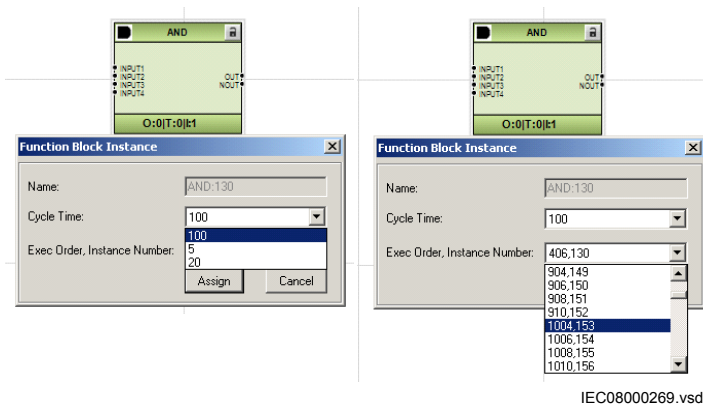 AND
INPUT1
INPUT2
INPUT3
INPUT4
OUT
NOUT
O:0|T:0|I:1
Function Block Instance
Name:
AND:130
Cycle Time:
100
100
5
20
Exec Order, Instance Number:
Assign
Cancel
AND
INPUT1
INPUT2
INPUT3
INPUT4
OUT
NOUT
O:0|T:0|I:1
Function Block Instance
Name:
AND:130
Cycle Time:
100
Exec Order, Instance Number:
406,130
904,149
906,150
908,151
910,152
1004,153
1006,154
1008,155
1010,156
IEC08000269.vsd